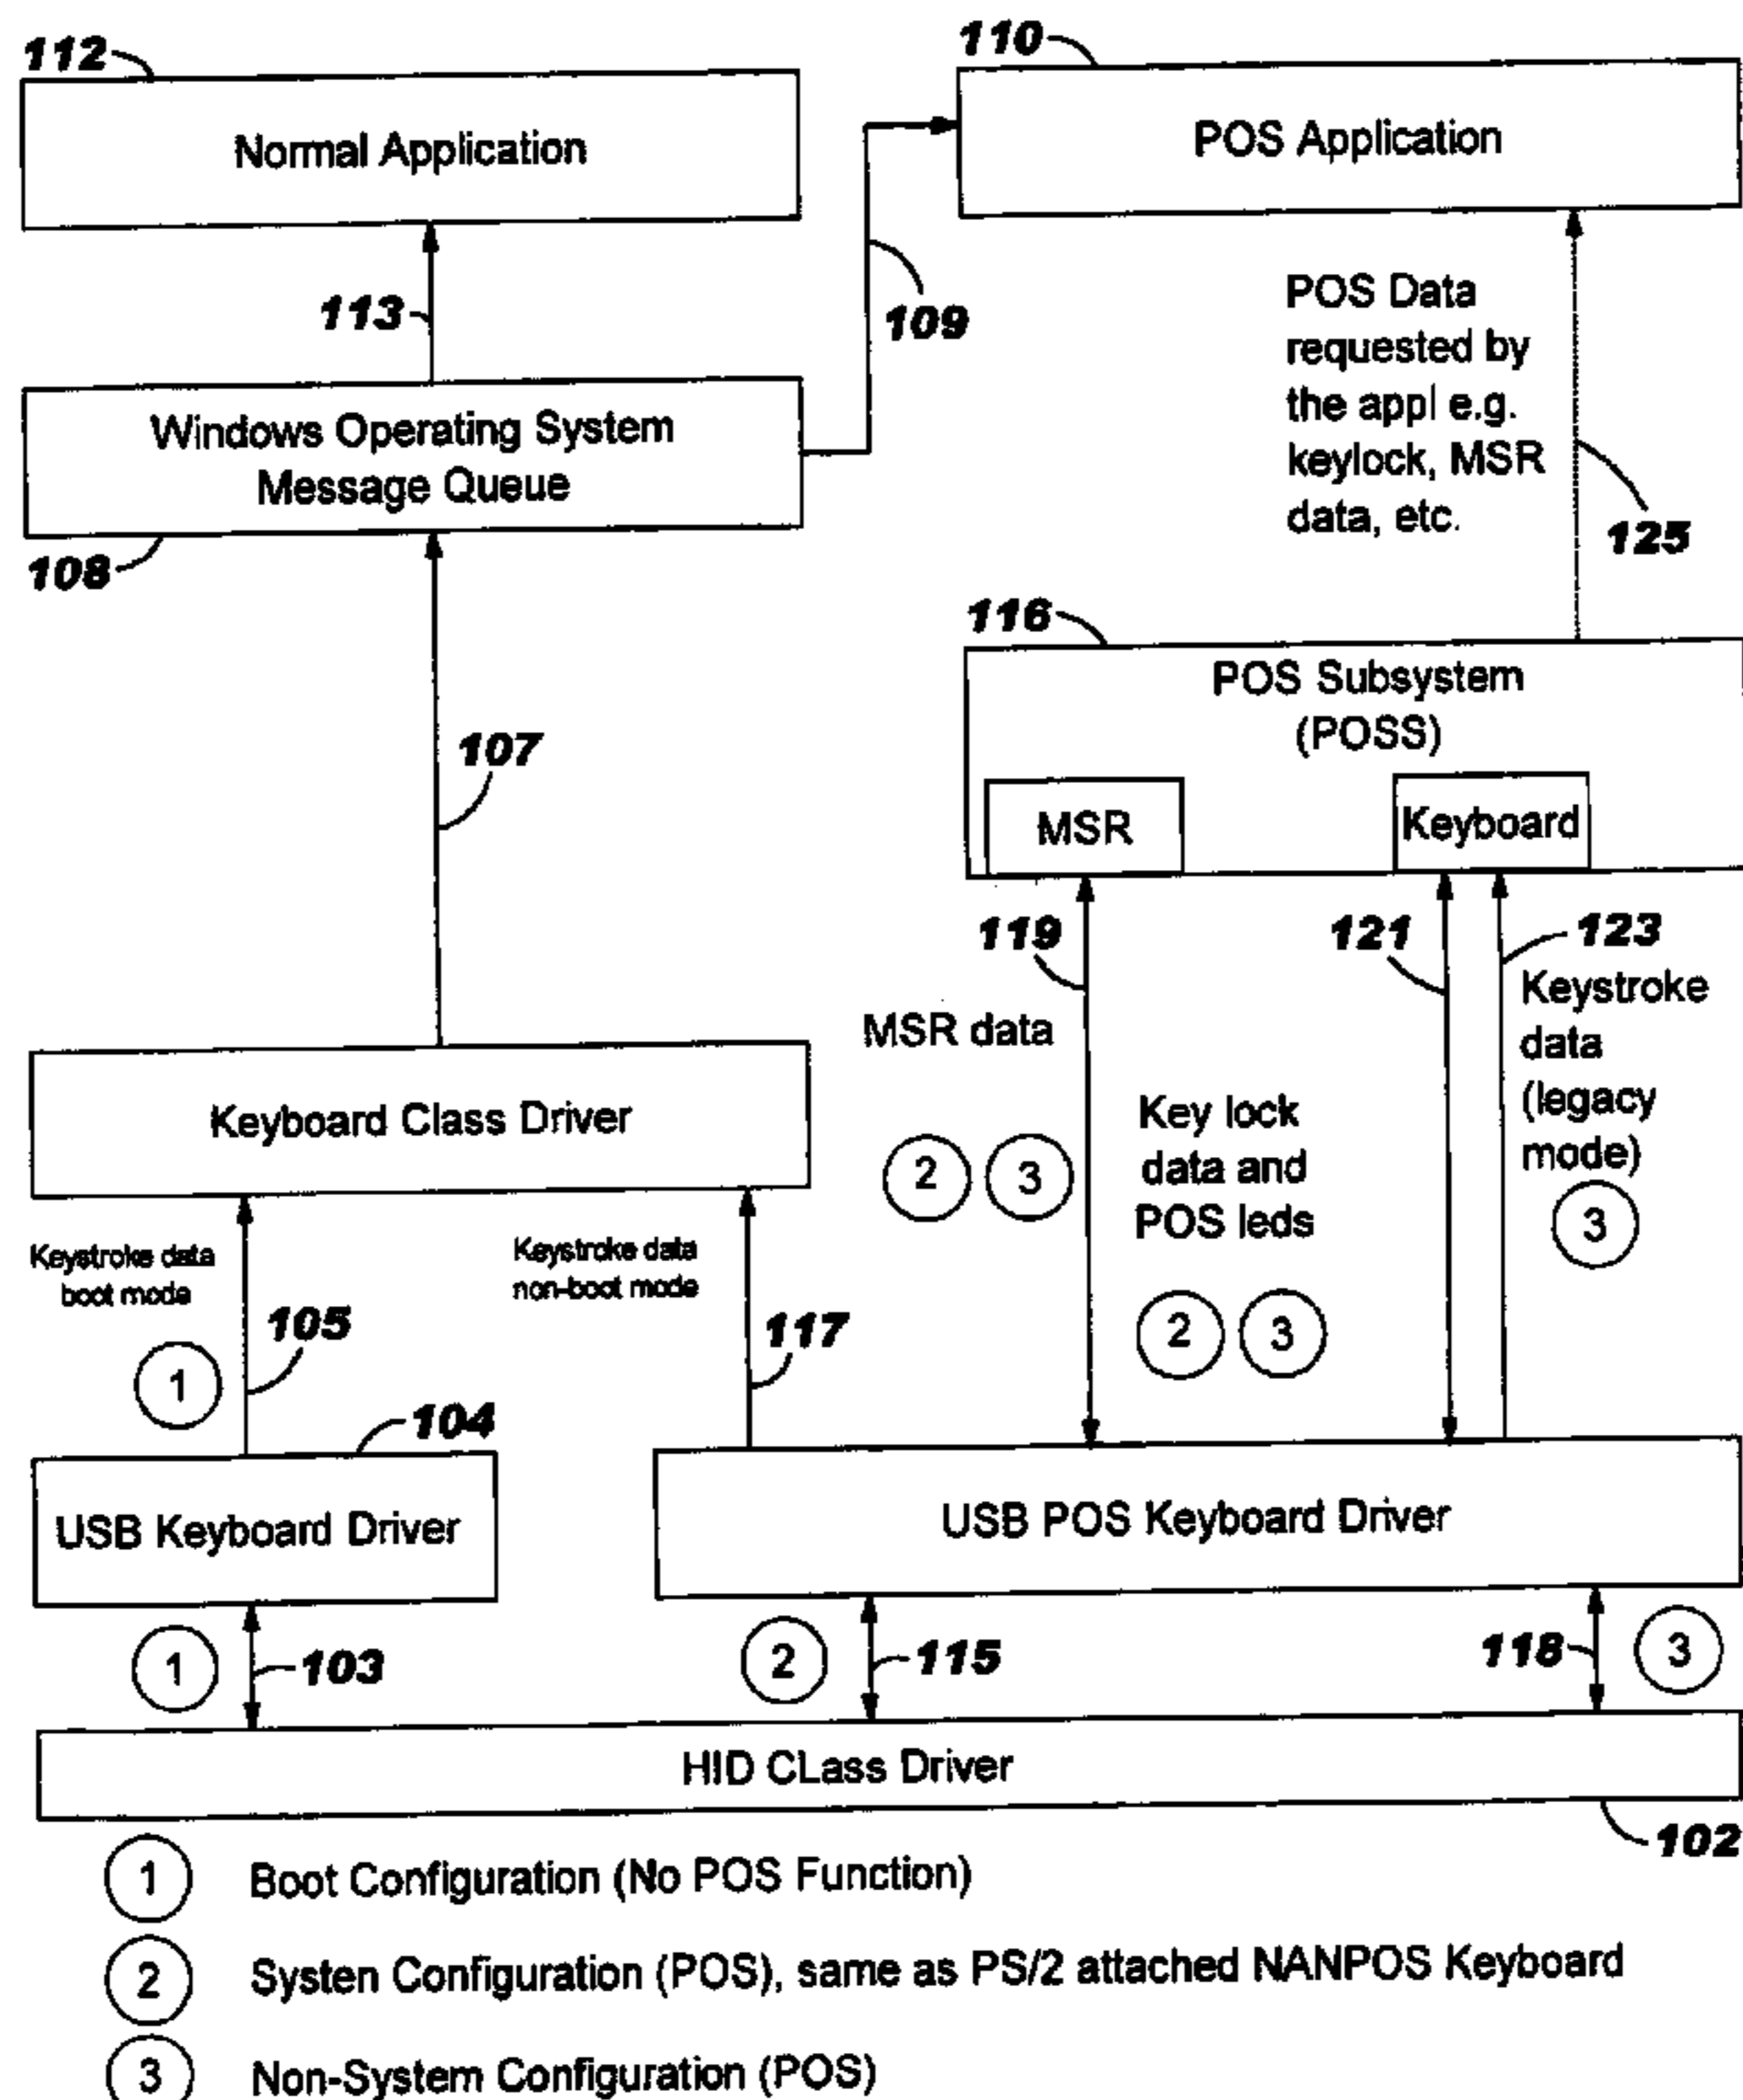 112
110
Normal Application
POS Application
113
109
POS Data
requested by
the appl e.g.
keylock, MSR
data, etc.
125
Windows Operating System
Message Queue
108
116
POS Subsystem
(POSS)
MSR
Keyboard
107
119
121
123
MSR data
2
3
Key lock
data and
POS leds
2
3
Keystroke
data
(legacy
mode)
3
Keyboard Class Driver
Keystroke data
boot mode
1
105
Keystroke data
non-boot mode
117
104
USB Keyboard Driver
USB POS Keyboard Driver
1
103
2
115
118
3
HID CLass Driver
102
1 Boot Configuration (No POS Function)
2 Systen Configuration (POS), same as PS/2 attached NANPOS Keyboard
3 Non-System Configuration (POS)